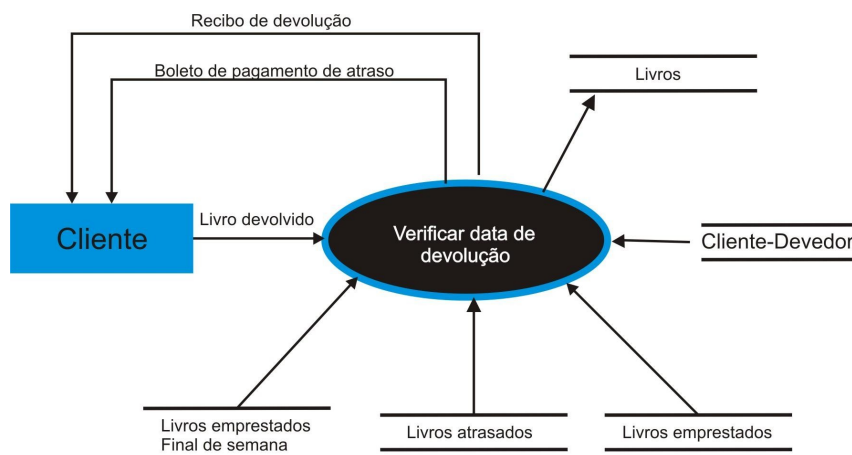 Recibo de devolução
Boleto de pagamento de atraso
Livros
Cliente
Livro devolvido
Verificar data de
devolução
Cliente-Devedor
Livros emprestados
Final de semana
Livros atrasados
Livros emprestados